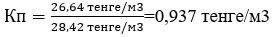 Кп = 26,64 тенге/м3 / 28,42 тенге/м3 =0,937 тенге/м3